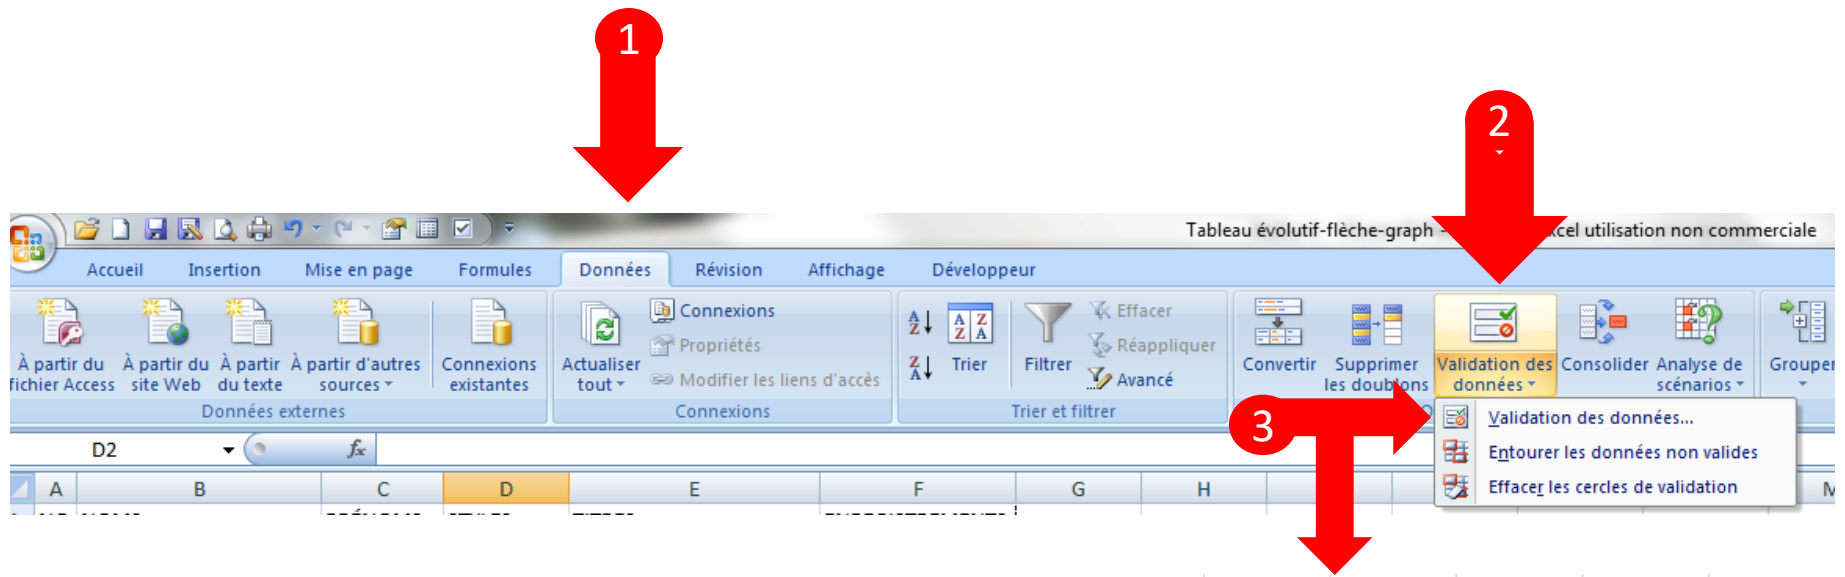 1
2
Tableau évolutif-flèche-graph - xcel utilisation non commerciale
Accueil Insertion Mise en page Formules Données Révision Affichage Développeur
À partir du fichier Access
À partir du site Web
À partir du texte
À partir d'autres sources
Connexions existantes
Données externes
Actualiser tout
Connexions
Propriétés
Modifier les liens d'accès
Connexions
Trier
Filtrer
Effacer
Réappliquer
Avancé
Trier et filtrer
Convertir
Supprimer les doublons
Validation des données
Consolider
Analyse de scénarios
Grouper
3
Validation des données...
Entourer les données non valides
Effacer les cercles de validation
D2
fx
A B C D E F G H M